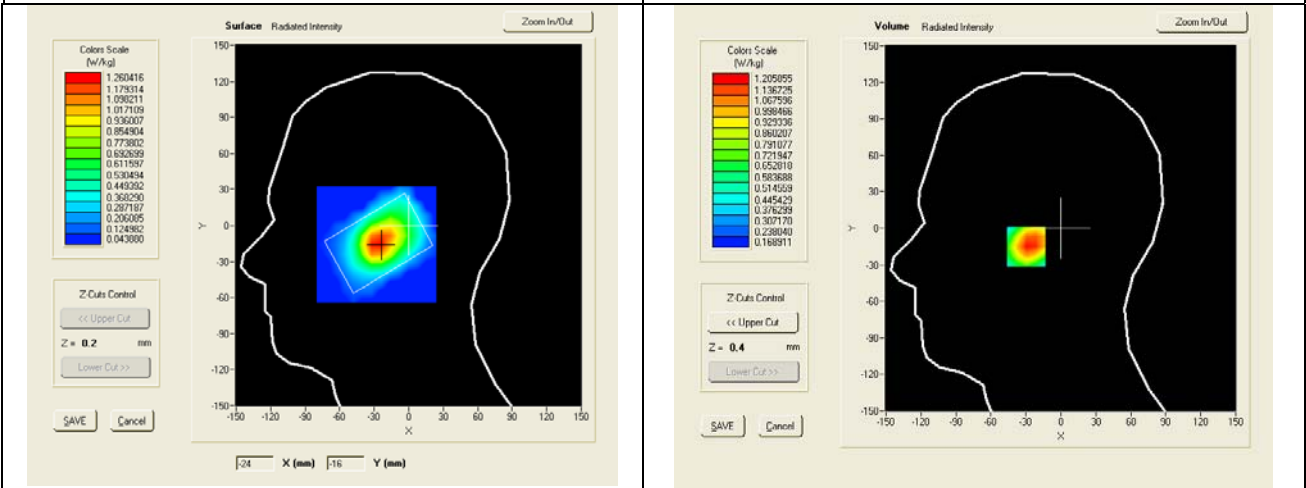 Surface Radiated Intensity
Zoom In/Out
Colors Scale
(W/kg)
1.260416
1.179314
1.098211
1.017109
0.936007
0.854904
0.773802
0.692699
0.611597
0.530494
0.449392
0.368290
0.287187
0.206085
0.124982
0.043880
150
120
90
60
30
0
-30
-60
-90
-120
-150
Y
-150 -120 -90 -60 -30 0 30 60 90 120 150
X
Z-Cuts Control
<< Upper Cut
Z = 0.2 mm
Lower Cut >>
SAVE Cancel
-24 X (mm) -16 Y (mm)
Volume Radiated Intensity
Zoom In/Out
Colors Scale
(W/kg)
1.205855
1.136725
1.067596
0.998466
0.929336
0.860207
0.791077
0.721947
0.652818
0.583688
0.514559
0.445429
0.376299
0.307170
0.238040
0.168911
150
120
90
60
30
0
-30
-60
-90
-120
-150
Y
-150 -120 -90 -60 -30 0 30 60 90 120 150
X
Z-Cuts Control
<< Upper Cut
Z = 0.4 mm
Lower Cut >>
SAVE Cancel